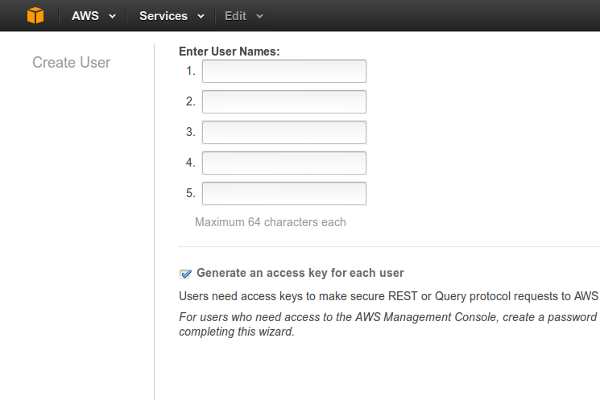 AWS Services Edit
Create User
Enter User Names:
1.
2.
3.
4.
5.
Maximum 64 characters each
Generate an access key for each user
Users need access keys to make secure REST or Query protocol requests to AWS
For users who need access to the AWS Management Console, create a password
completing this wizard.